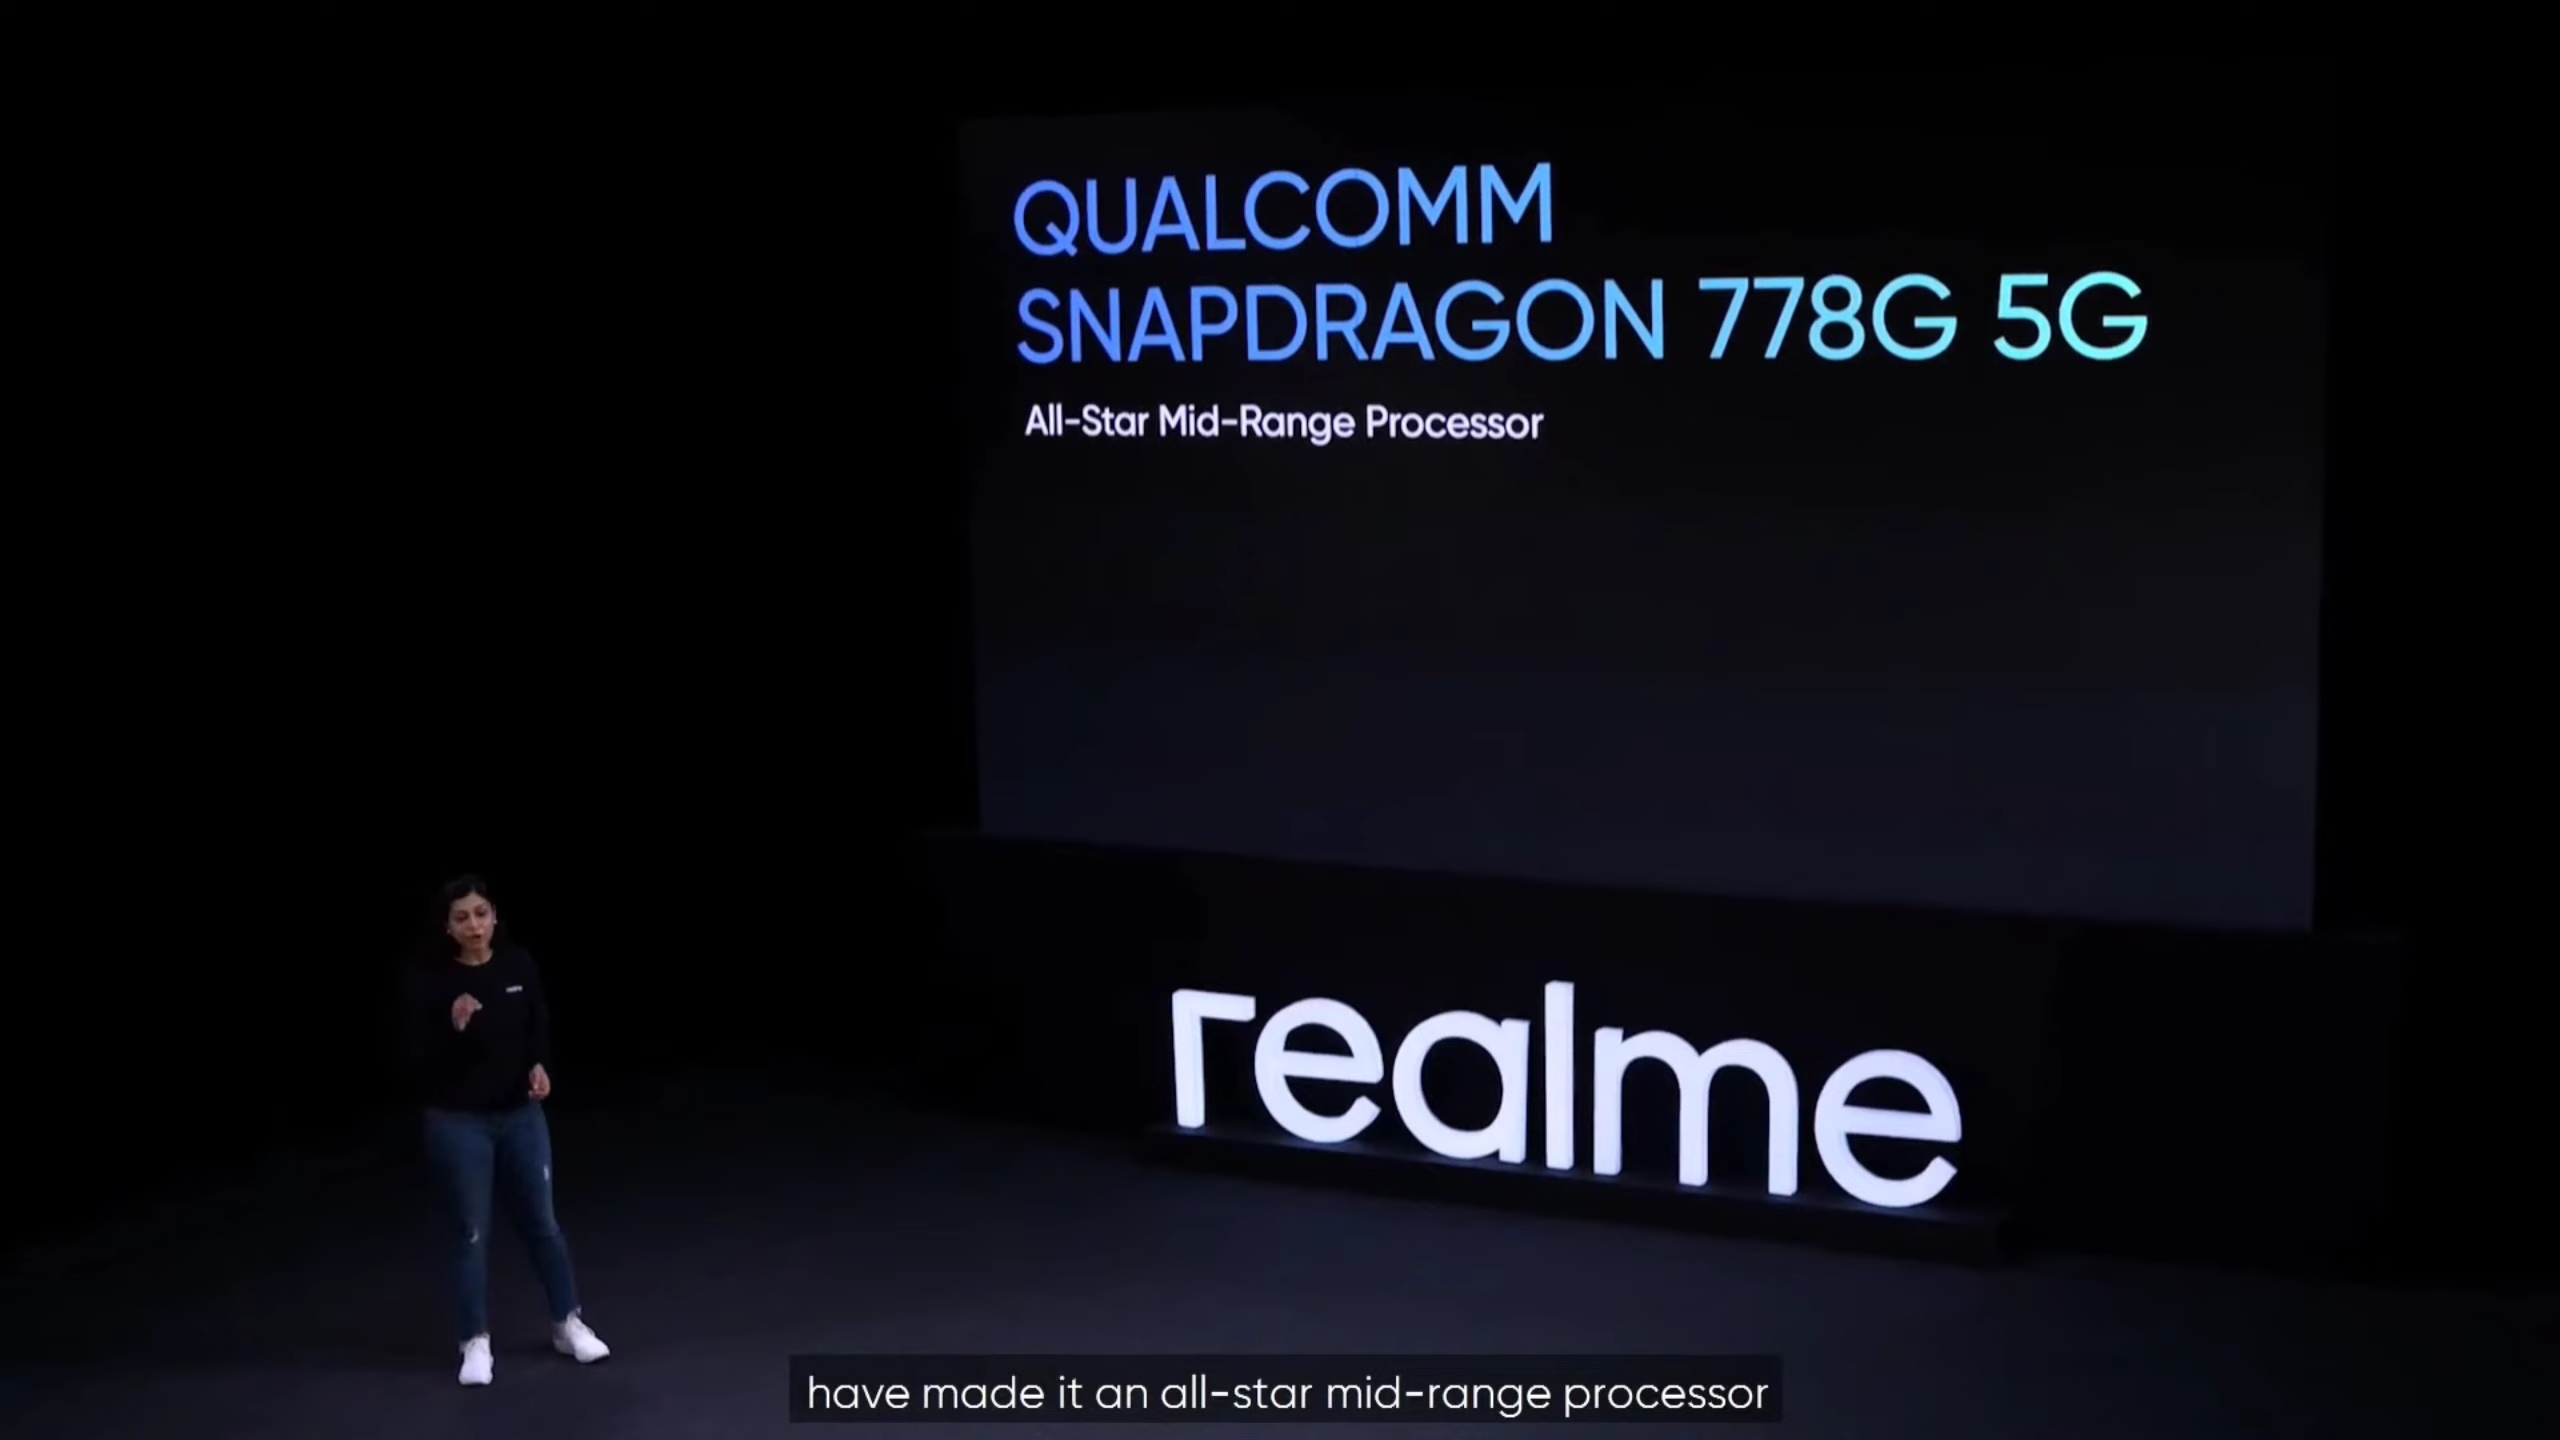 QUALCOMM
SNAPDRAGON 778G 5G
All-Star Mid-Range Processor
realme
have made it an all-star mid-range processor